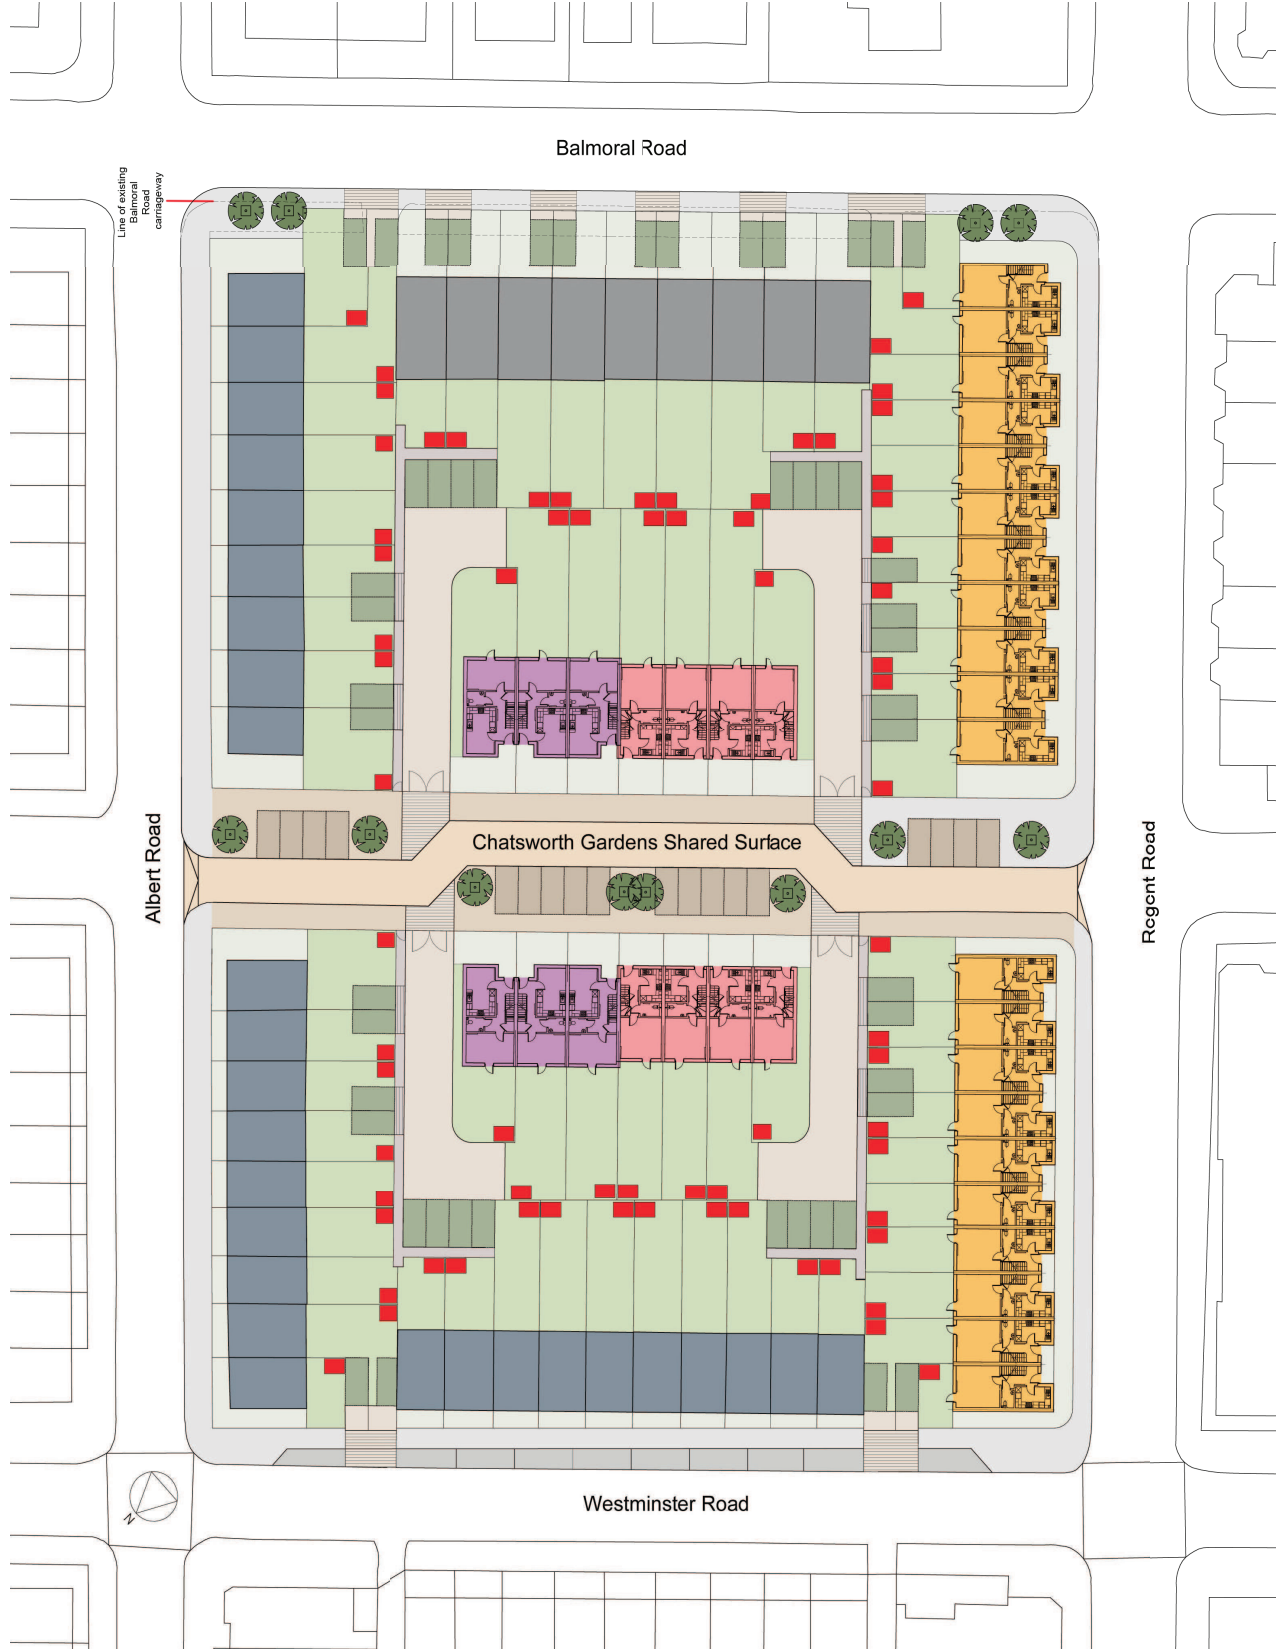 Balmoral Road
Line of existing
Balmoral
Road
carriageway
Albert Road
Chatsworth Gardens Shared Surface
Regent Road
Westminster Road
N